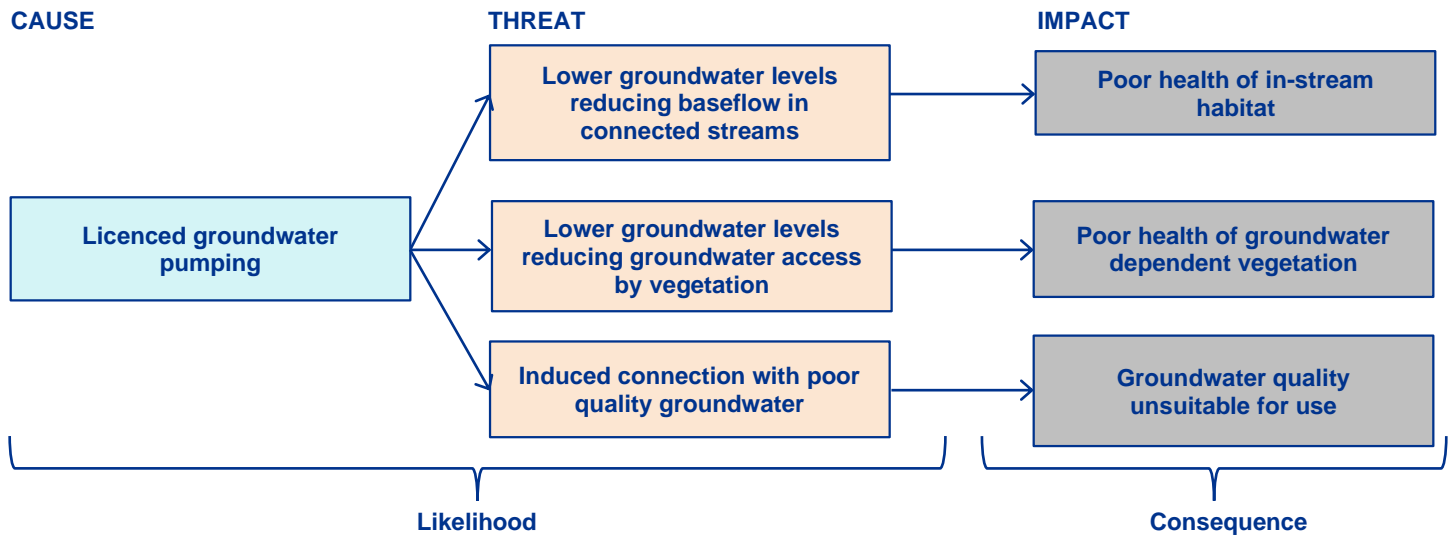 CAUSE
THREAT
IMPACT
Lower groundwater levels
reducing baseflow in
connected streams
Poor health of in-stream
habitat
Licenced groundwater
pumping
Lower groundwater levels
reducing groundwater access
by vegetation
Poor health of groundwater
dependent vegetation
Induced connection with poor
quality groundwater
Groundwater quality
unsuitable for use
Likelihood
Consequence